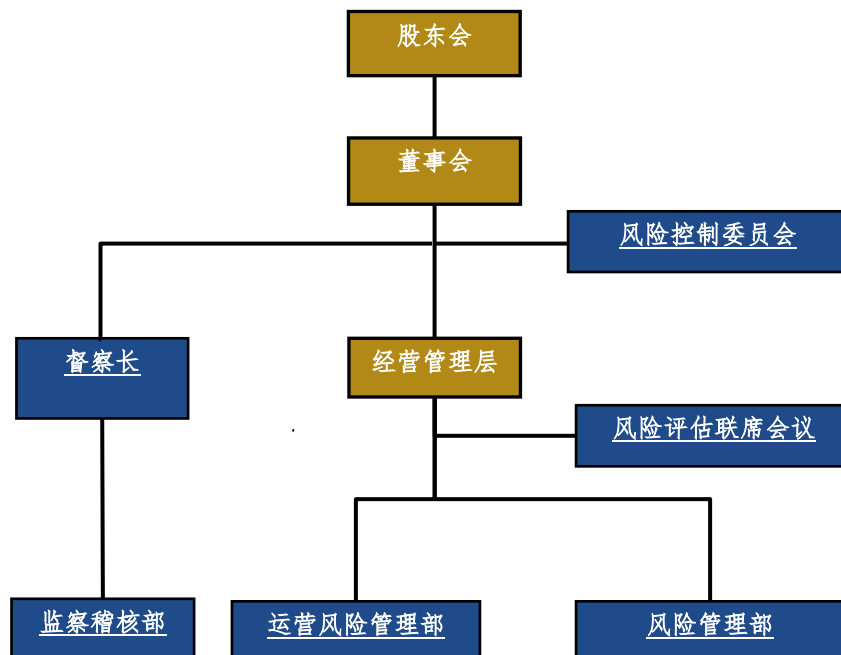 股东会
董事会
风险控制委员会
督察长
经营管理层
风险评估联席会议
监察稽核部
运营风险管理部
风险管理部